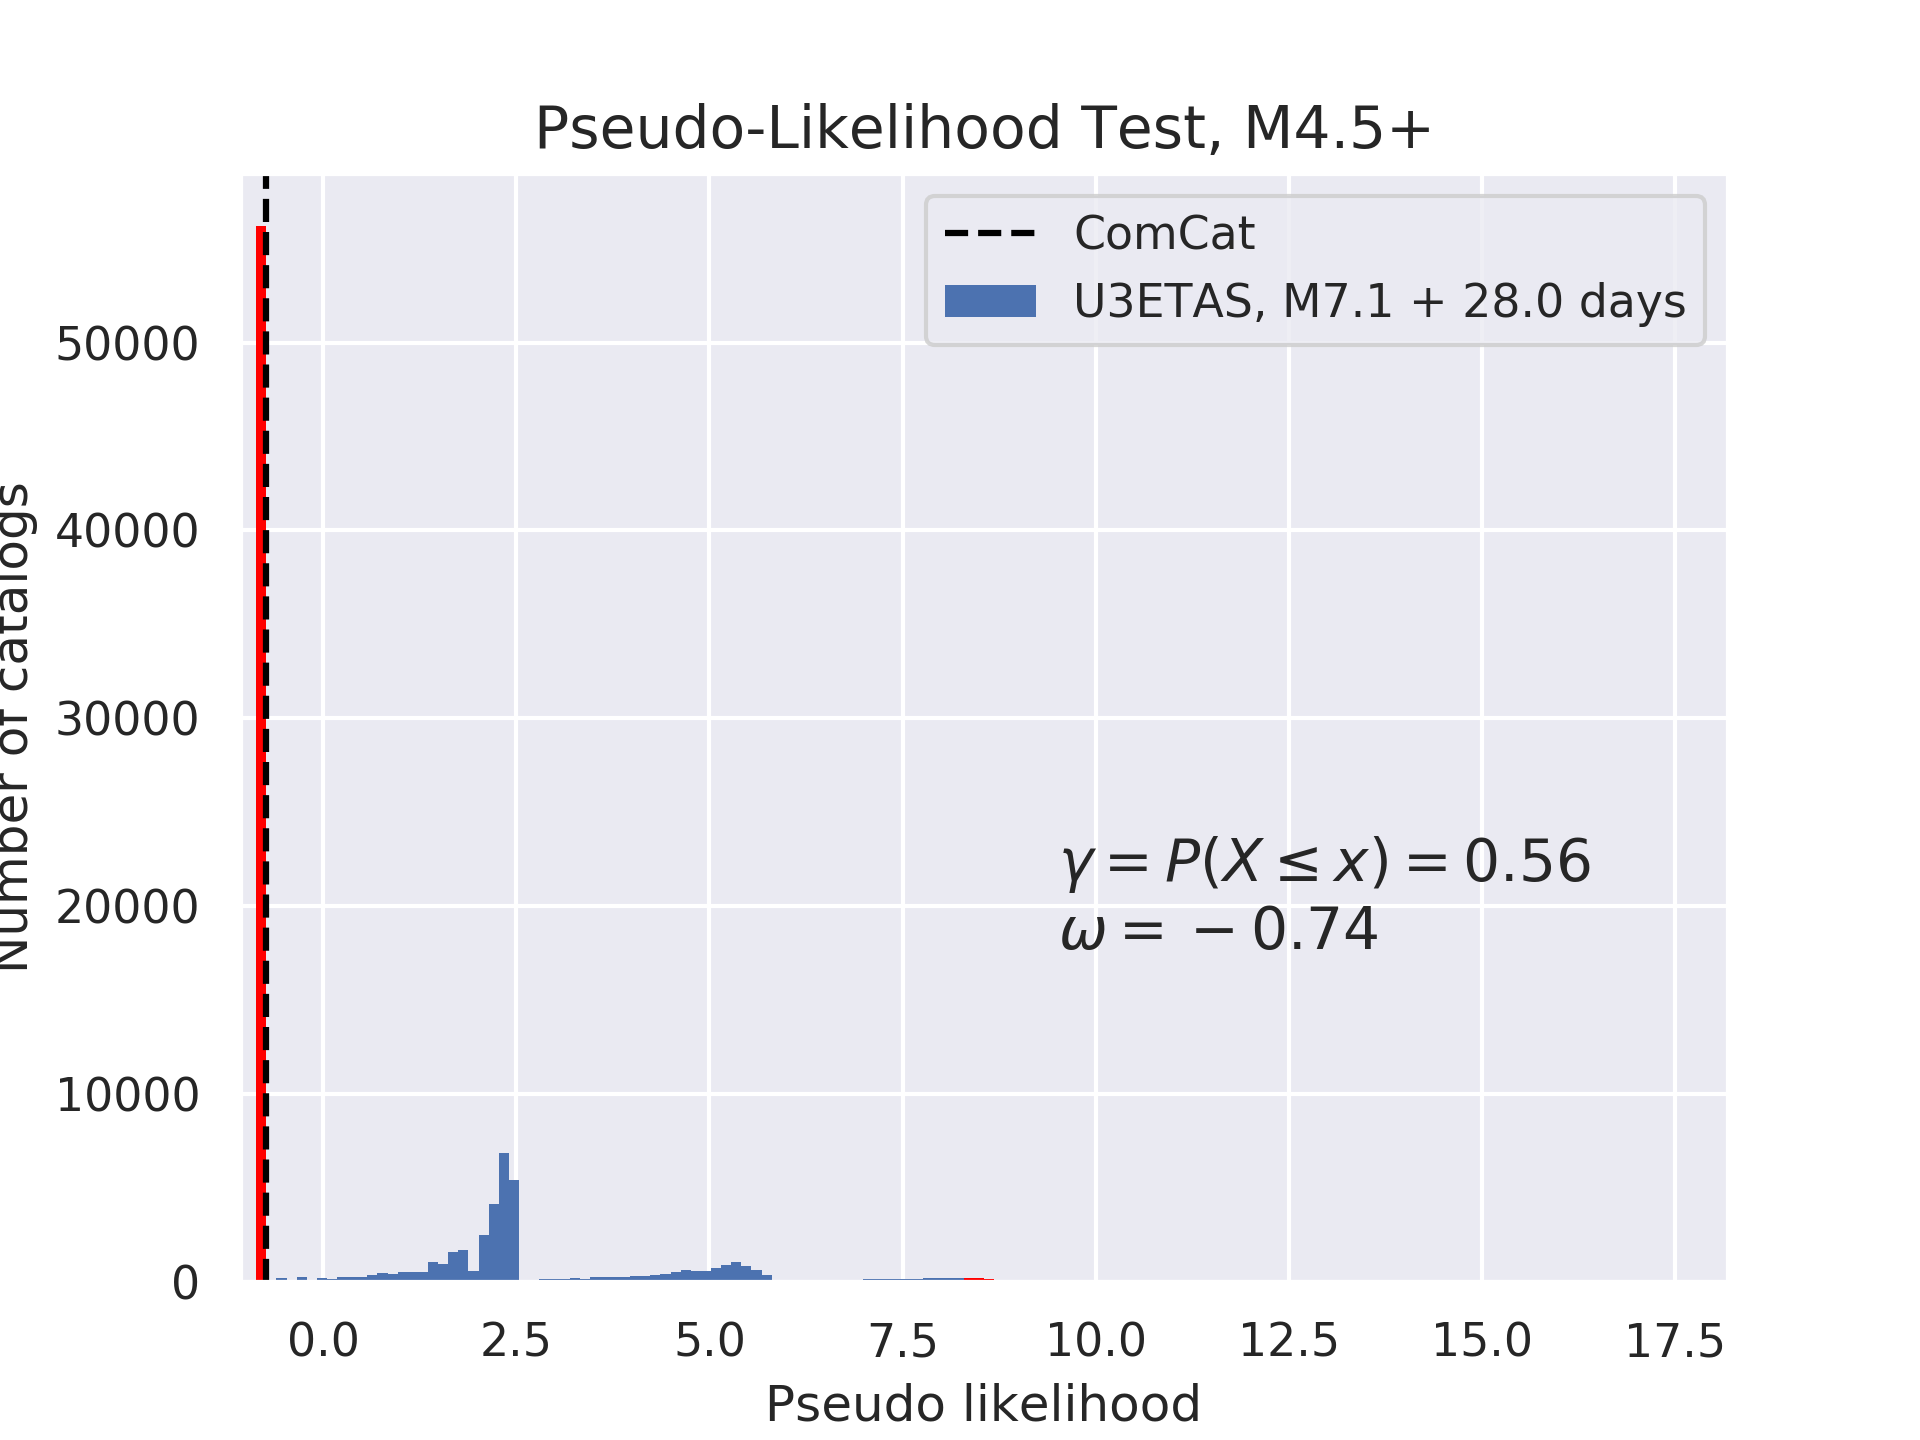 Pseudo-Likelihood Test, M4.5+
ComCat
U3ETAS, M7.1 + 28.0 days
50000
40000
30000
20000
10000
0
Number of catalogs
γ = P(X ≤ x) = 0.56
ω = − 0.74
0.0 2.5 5.0 7.5 10.0 12.5 15.0 17.5
Pseudo likelihood